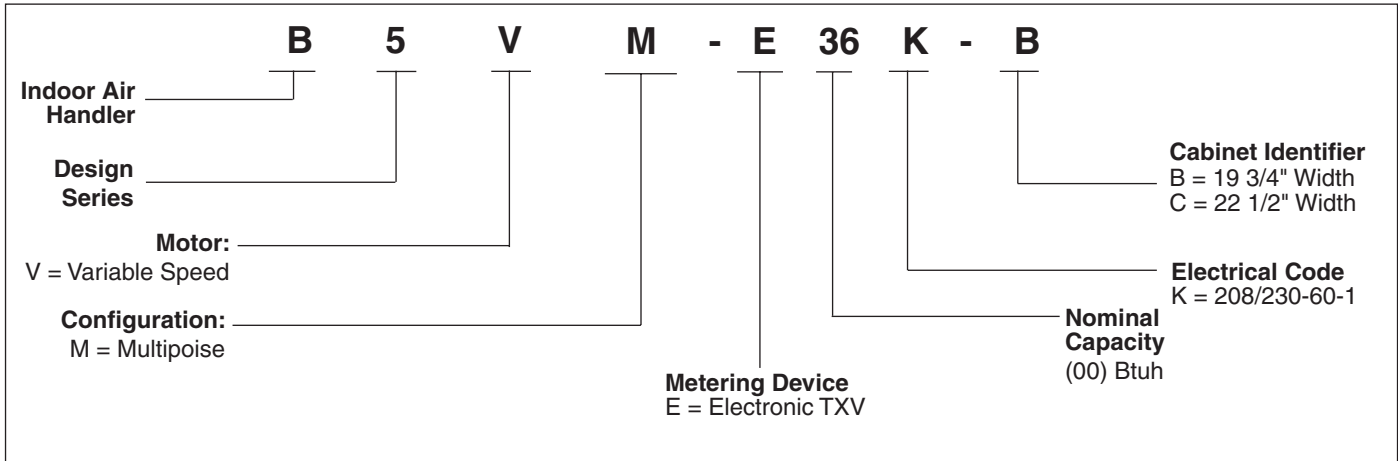 B 5 V M - E 36 K - B
Indoor Air
Handler
Design
Series
Motor:
V = Variable Speed
Configuration:
M = Multipoise
Metering Device
E = Electronic TXV
Nominal
Capacity
(00) Btuh
Electrical Code
K = 208/230-60-1
Cabinet Identifier
B = 19 3/4" Width
C = 22 1/2" Width